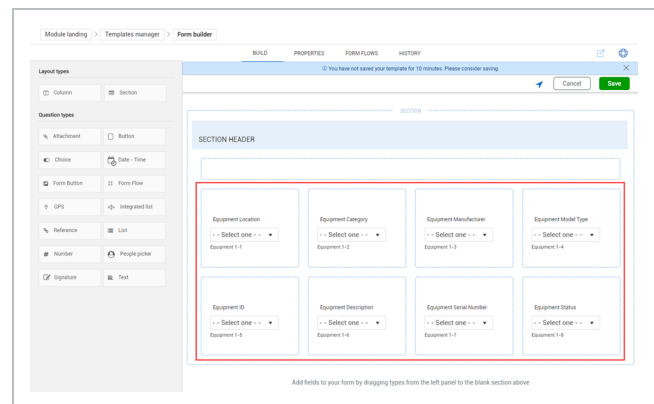 Module landing > Templates manager > Form builder
BUILD PROPERTIES FORM FLOWS HISTORY
You have not saved your template for 10 minutes. Please consider saving.
Cancel Save
Layout types
Column Section
Question types
Attachment Button
Choice Date - Time
Form Button Form Flow
GPS Integrated list
Reference List
Number People picker
Signature Text
SECTION
SECTION HEADER
Equipment Location Equipment Category Equipment Manufacturer Equipment Model Type
- - Select one - - - - Select one - - - - Select one - - - - Select one - -
Equipment 1-1 Equipment 1-2 Equipment 1-3 Equipment 1-4
Equipment ID Equipment Description Equipment Serial Number Equipment Status
- - Select one - - - - Select one - - - - Select one - - - - Select one - -
Equipment 1-5 Equipment 1-6 Equipment 1-7 Equipment 1-8
Add fields to your form by dragging types from the left panel to the blank section above